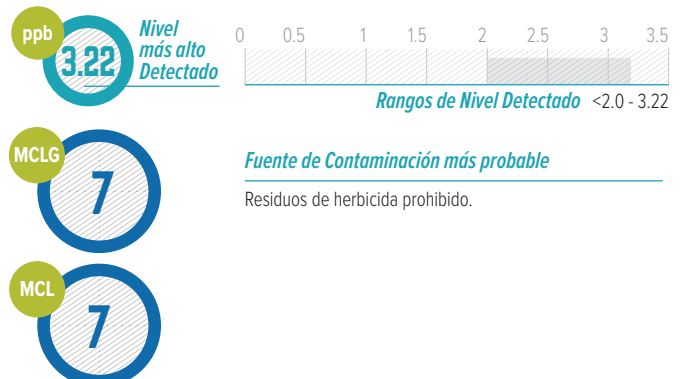 ppb
3.22
Nivel
más alto
Detectado
0 0.5 1 1.5 2 2.5 3 3.5
Rangos de Nivel Detectado <2.0 - 3.22
MCLG
7
Fuente de Contaminación más probable
Residuos de herbicida prohibido.
MCL
7